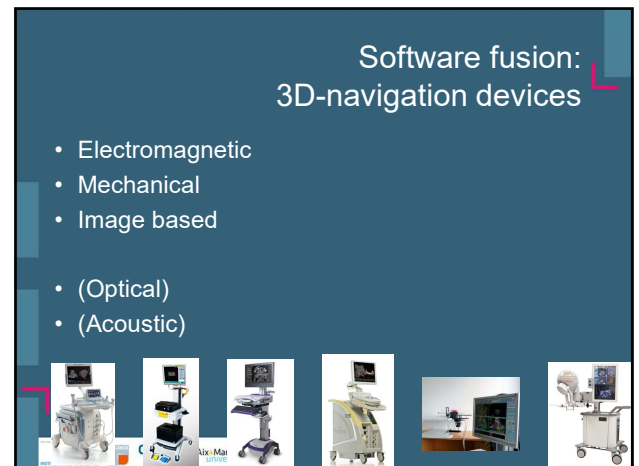 Software fusion:
3D-navigation devices
• Electromagnetic
• Mechanical
• Image based
• (Optical)
• (Acoustic)